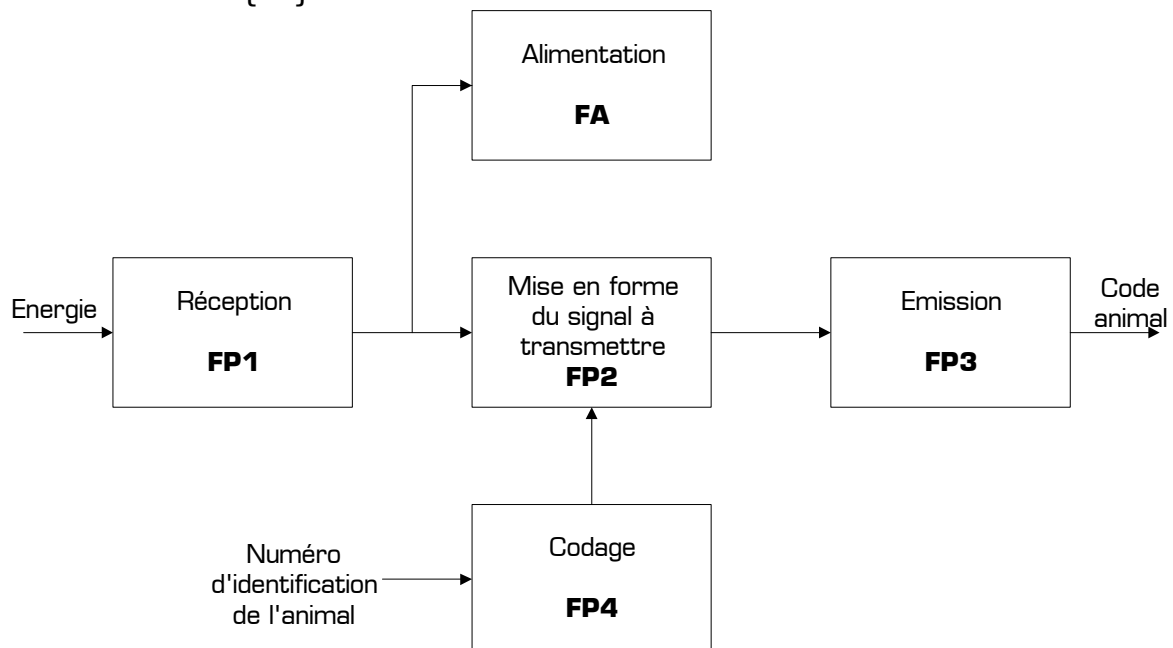 Alimentation
FA
Energie
Réception
FP1
Mise en forme
du signal à
transmettre
FP2
Emission
FP3
Code
animal
Numéro
d'identification
de l'animal
Codage
FP4